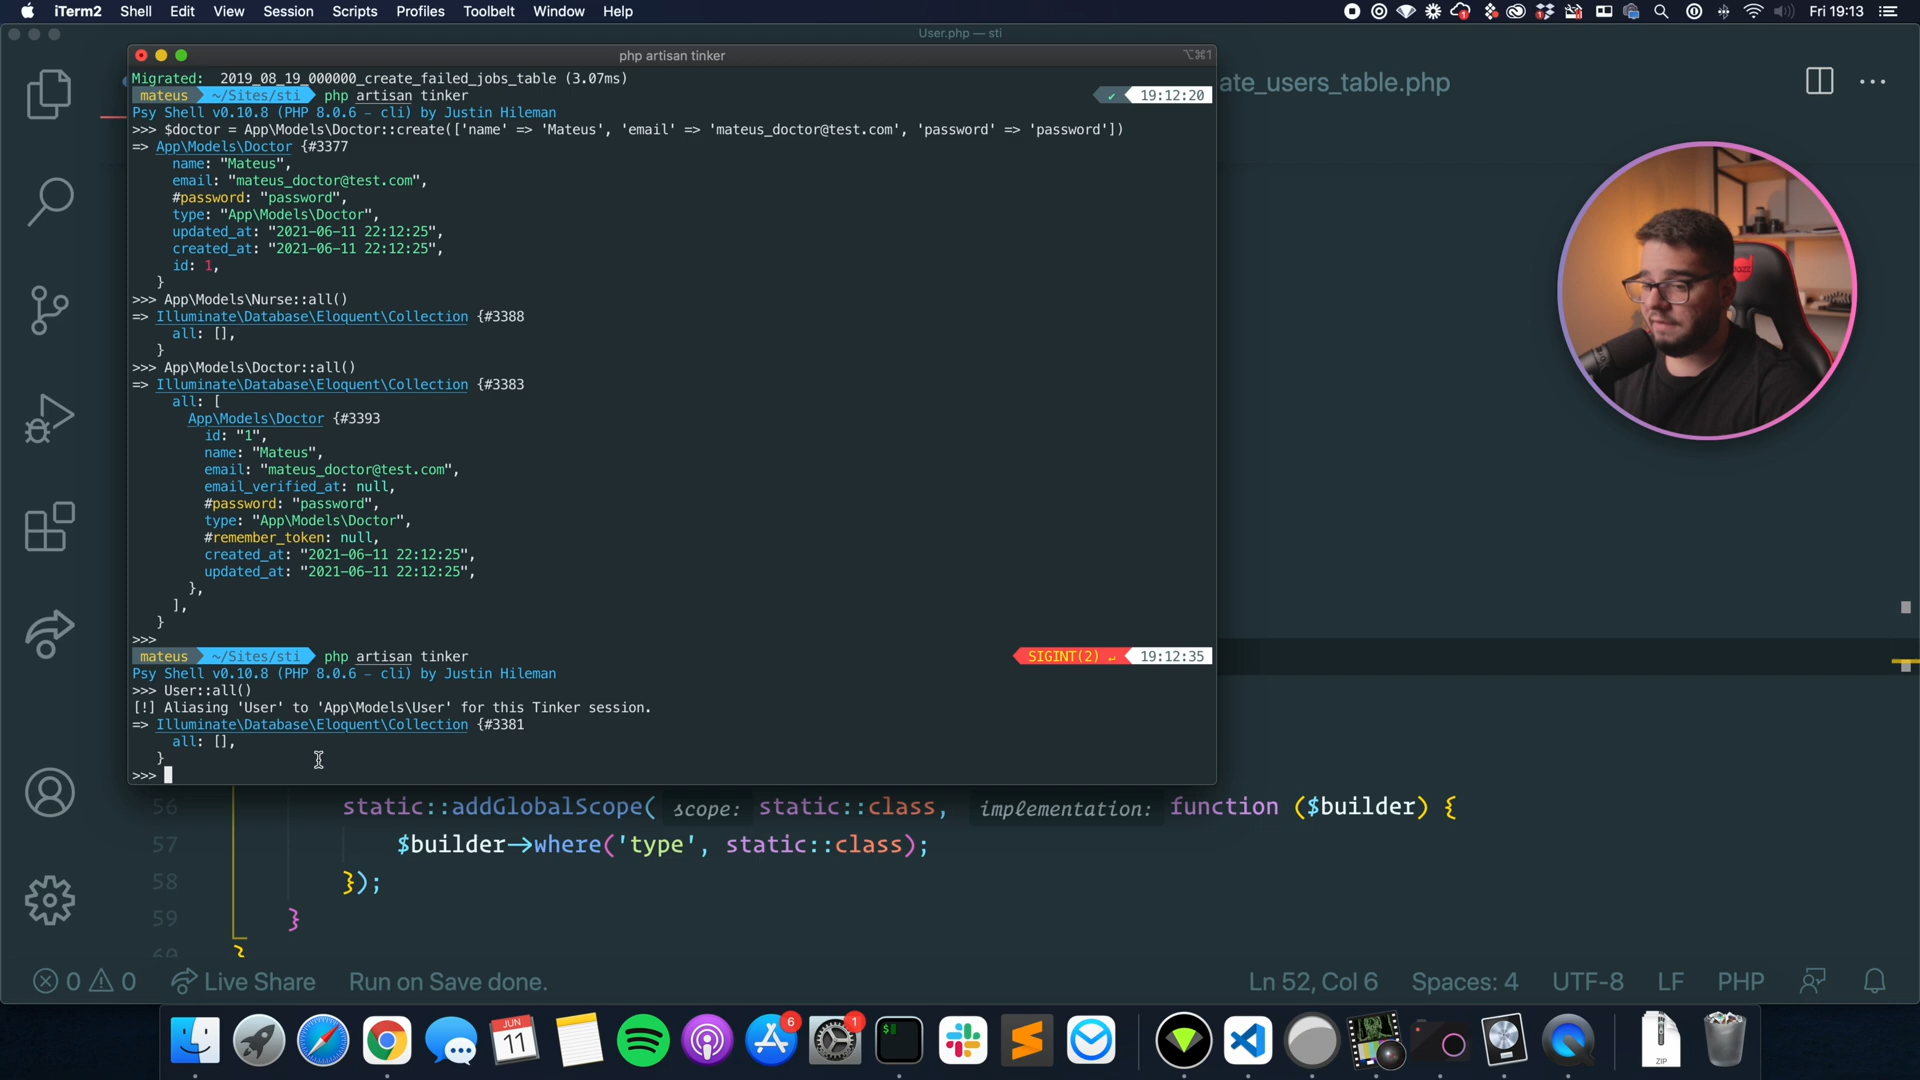 iTerm2 Shell Edit View Session Scripts Profiles Toolbelt Window Help
Fri 19:13
User.php — sti
php artisan tinker
⌥⌘1
ate_users_table.php
Migrated: 2019_08_19_000000_create_failed_jobs_table (3.07ms)
mateus ~/Sites/sti php artisan tinker ✓ 19:12:20
Psy Shell v0.10.8 (PHP 8.0.6 — cli) by Justin Hileman
>>> $doctor = App\Models\Doctor::create(['name' => 'Mateus', 'email' => 'mateus_doctor@test.com', 'password' => 'password'])
=> App\Models\Doctor {#3377
name: "Mateus",
email: "mateus_doctor@test.com",
#password: "password",
type: "App\Models\Doctor",
updated_at: "2021-06-11 22:12:25",
created_at: "2021-06-11 22:12:25",
id: 1,
}
>>> App\Models\Nurse::all()
=> Illuminate\Database\Eloquent\Collection {#3388
all: [],
}
>>> App\Models\Doctor::all()
=> Illuminate\Database\Eloquent\Collection {#3383
all: [
App\Models\Doctor {#3393
id: "1",
name: "Mateus",
email: "mateus_doctor@test.com",
email_verified_at: null,
#password: "password",
type: "App\Models\Doctor",
#remember_token: null,
created_at: "2021-06-11 22:12:25",
updated_at: "2021-06-11 22:12:25",
},
],
}
>>>
mateus ~/Sites/sti php artisan tinker SIGINT(2) ↵ 19:12:35
Psy Shell v0.10.8 (PHP 8.0.6 — cli) by Justin Hileman
>>> User::all()
[!] Aliasing 'User' to 'App\Models\User' for this Tinker session.
=> Illuminate\Database\Eloquent\Collection {#3381
all: [],
}
>>>
56 static::addGlobalScope( scope: static::class, implementation: function ($builder) {
57 $builder->where('type', static::class);
58 });
59 }
60 }
0 0 Live Share Run on Save done. Ln 52, Col 6 Spaces: 4 UTF-8 LF PHP
JUN
11
6
1
$
ZIP